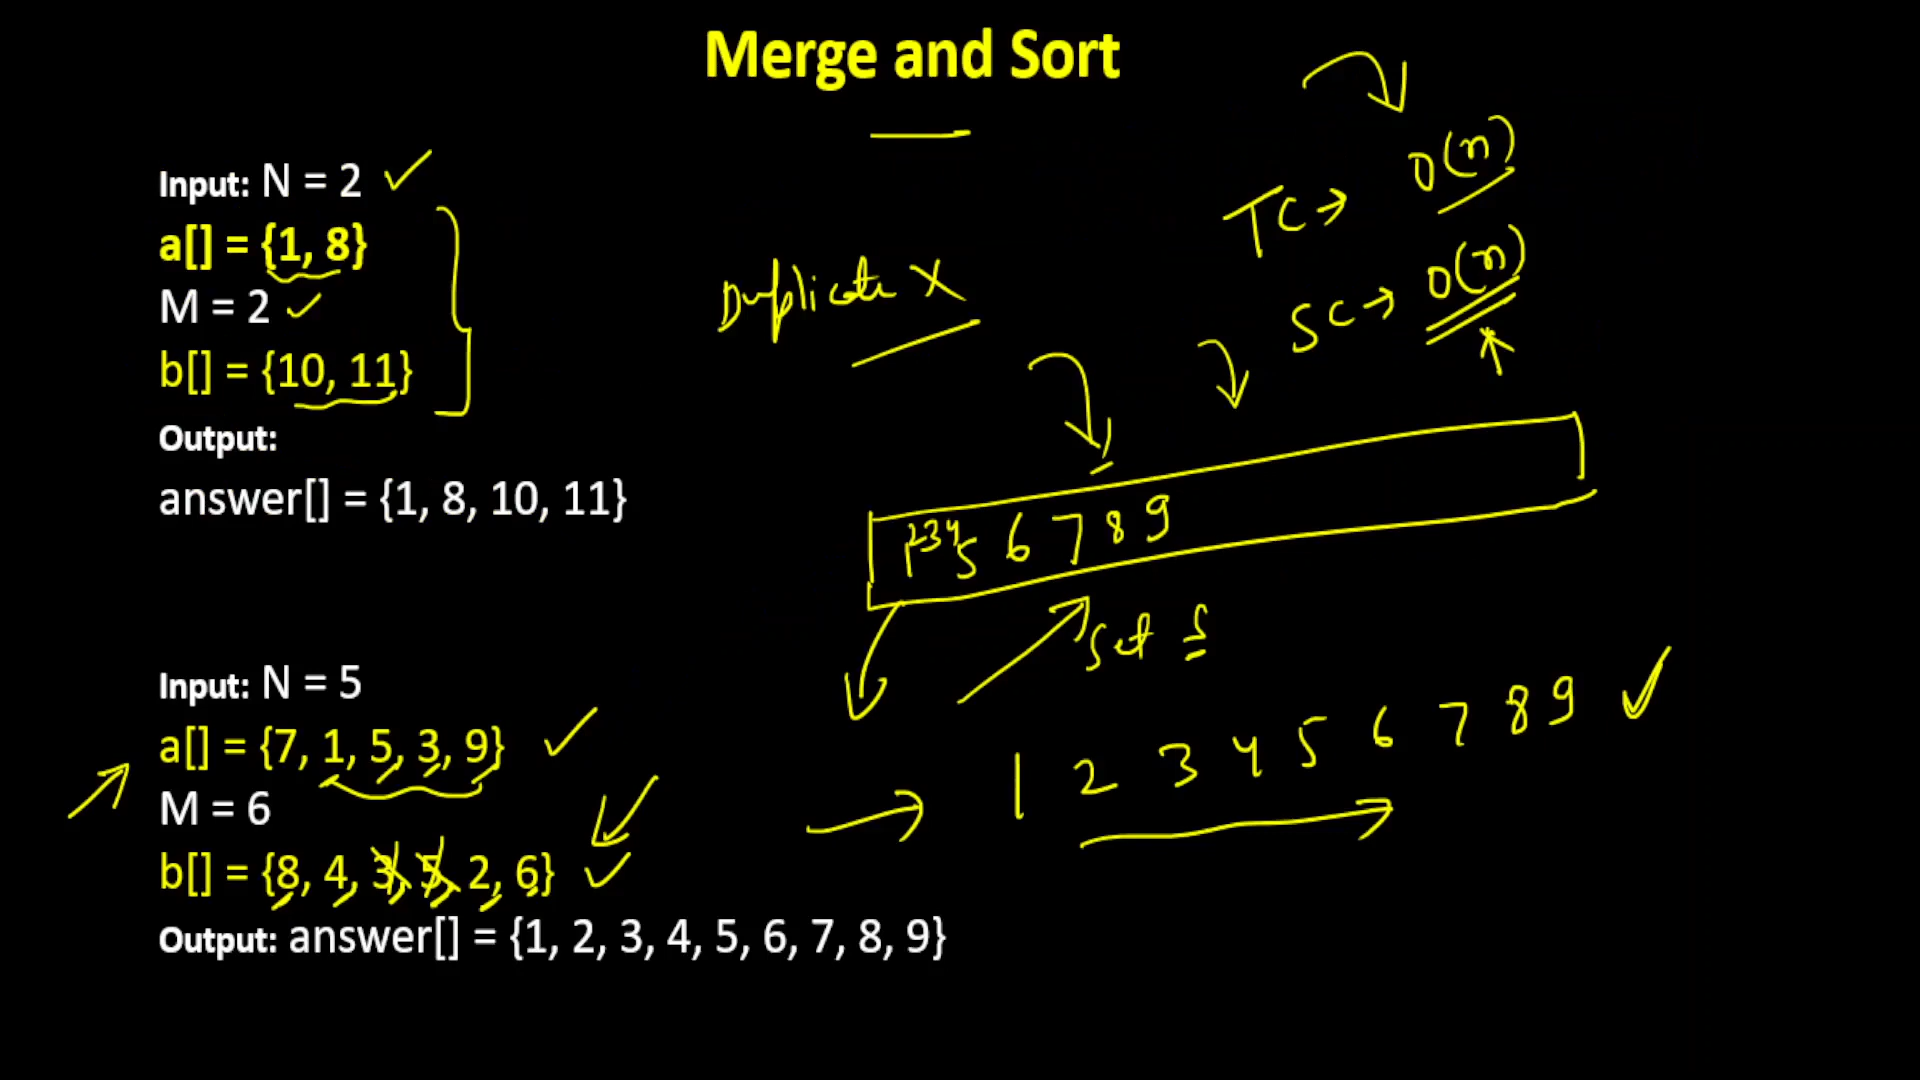 Merge and Sort
Input: N = 2
a[] = {1, 8}
M = 2
b[] = {10, 11}
Output:
answer[] = {1, 8, 10, 11}
Duplicate X
TC → O(n)
SC → O(n)
1 2 3 4 5 6 7 8 9
Set s
1 2 3 4 5 6 7 8 9
Input: N = 5
a[] = {7, 1, 5, 3, 9}
M = 6
b[] = {8, 4, 3, 5, 2, 6}
Output: answer[] = {1, 2, 3, 4, 5, 6, 7, 8, 9}